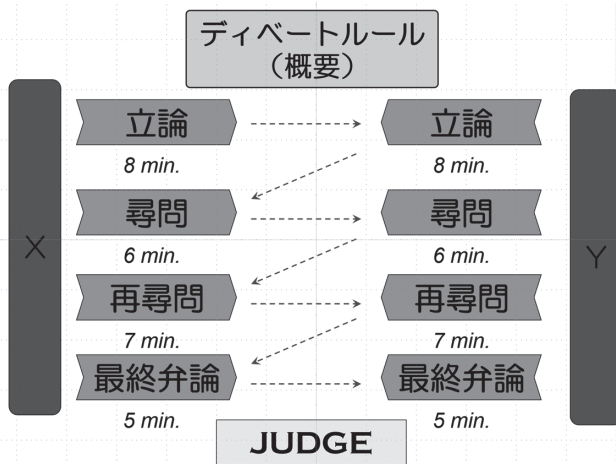 ディベートルール
（概要）
立論
立論
8 min.
8 min.
尋問
尋問
6 min.
6 min.
X
Y
再尋問
再尋問
7 min.
7 min.
最終弁論
最終弁論
5 min.
5 min.
JUDGE